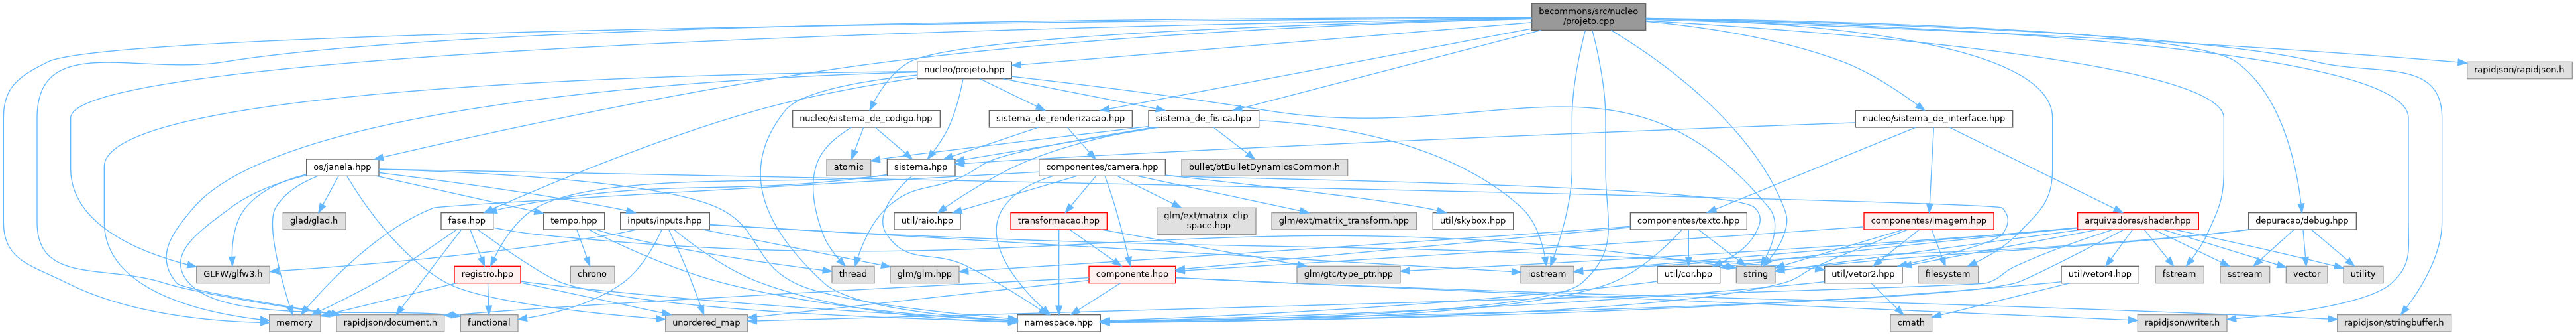 becommons/src/nucleo
/projeto.cpp
nucleo/projeto.hpp
rapidjson/rapidjson.h
nucleo/sistema_de_codigo.hpp
sistema_de_renderizacao.hpp
sistema_de_fisica.hpp
nucleo/sistema_de_interface.hpp
os/janela.hpp
atomic
sistema.hpp
componentes/camera.hpp
bullet/btBulletDynamicsCommon.h
glad/glad.h
fase.hpp
tempo.hpp
inputs/inputs.hpp
util/raio.hpp
transformacao.hpp
glm/ext/matrix_clip
_space.hpp
glm/ext/matrix_transform.hpp
util/skybox.hpp
componentes/texto.hpp
componentes/imagem.hpp
arquivadores/shader.hpp
depuracao/debug.hpp
GLFW/glfw3.h
registro.hpp
chrono
thread
glm/glm.hpp
componente.hpp
glm/gtc/type_ptr.hpp
iostream
util/cor.hpp
string
util/vetor2.hpp
filesystem
util/vetor4.hpp
fstream
sstream
vector
utility
memory
rapidjson/document.h
functional
unordered_map
namespace.hpp
cmath
rapidjson/writer.h
rapidjson/stringbuffer.h